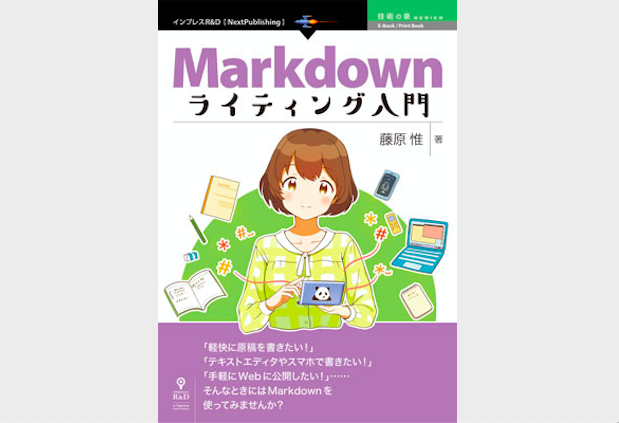 インプレスR&D [ NextPublishing ]
技術の泉 SERIES
E-Book / Print Book
Markdown
ライティング入門
藤原 惟 著
「軽快に原稿を書きたい！」
「テキストエディタやスマホで書きたい！」
「手軽にWebに公開したい！」……
そんなときにはMarkdownを
使ってみませんか？
R&D